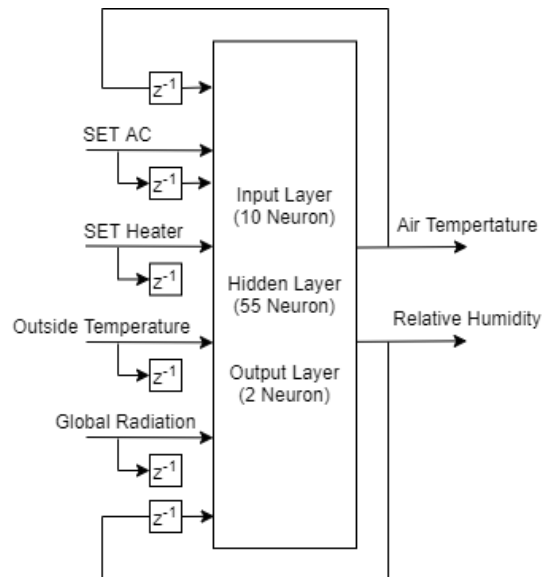 z-1
SET AC
z-1
SET Heater
z-1
Outside Temperature
z-1
Global Radiation
z-1
z-1
Input Layer
(10 Neuron)
Hidden Layer
(55 Neuron)
Output Layer
(2 Neuron)
Air Tempertature
Relative Humidity